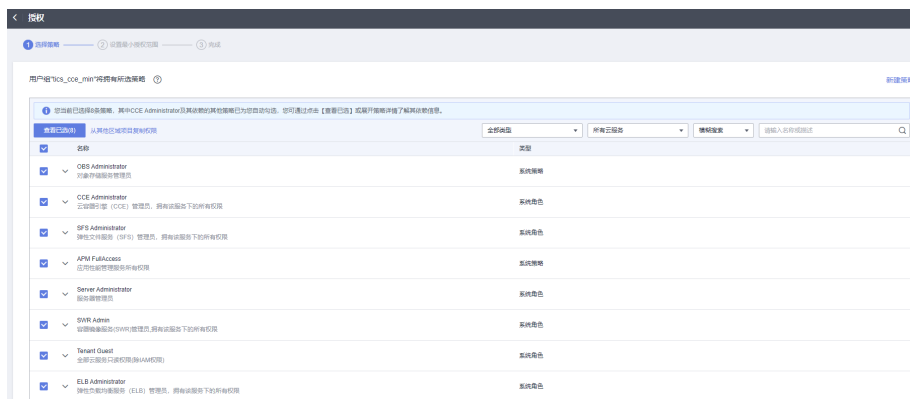 < 授权
1 选择策略 2 设置最小授权范围 3 完成
用户组"tics_cce_min"将拥有所选策略 ?
新建策略
您当前已选择8条策略，其中CCE Administrator及其依赖的其他策略已为您自动勾选，您可通过点击【查看已选】或展开策略详情了解其依赖信息。
查看已选(8) 从其他区域项目复制权限 全部类型 所有云服务 模糊搜索 请输入名称或描述
名称 类型
OBS Administrator
对象存储服务管理员 系统策略
CCE Administrator
云容器引擎（CCE）管理员，拥有该服务下的所有权限 系统角色
SFS Administrator
弹性文件服务（SFS）管理员，拥有该服务下的所有权限 系统角色
APM FullAccess
应用性能管理服务所有权限 系统策略
Server Administrator
服务器管理员 系统角色
SWR Admin
容器镜像服务(SWR)管理员,拥有该服务下的所有权限 系统角色
Tenant Guest
全部云服务只读权限(除IAM权限) 系统角色
ELB Administrator
弹性负载均衡服务（ELB）管理员，拥有该服务下的所有权限 系统角色